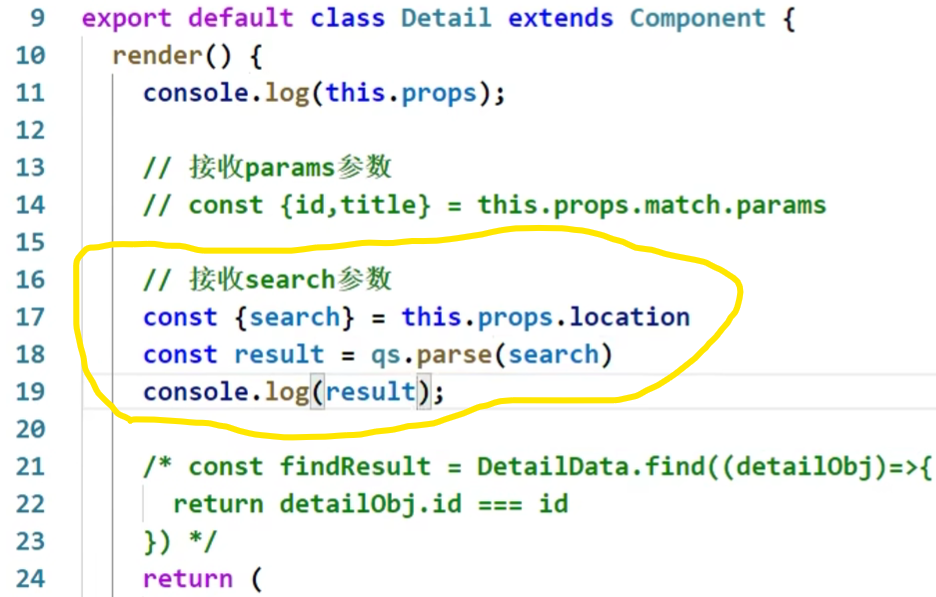 9 export default class Detail extends Component {
10 render() {
11 console.log(this.props);
12
13 // 接收params参数
14 // const {id,title} = this.props.match.params
15
16 // 接收search参数
17 const {search} = this.props.location
18 const result = qs.parse(search)
19 console.log(result);
20
21 /* const findResult = DetailData.find((detailObj)=>{
22 return detailObj.id === id
23 }) */
24 return (